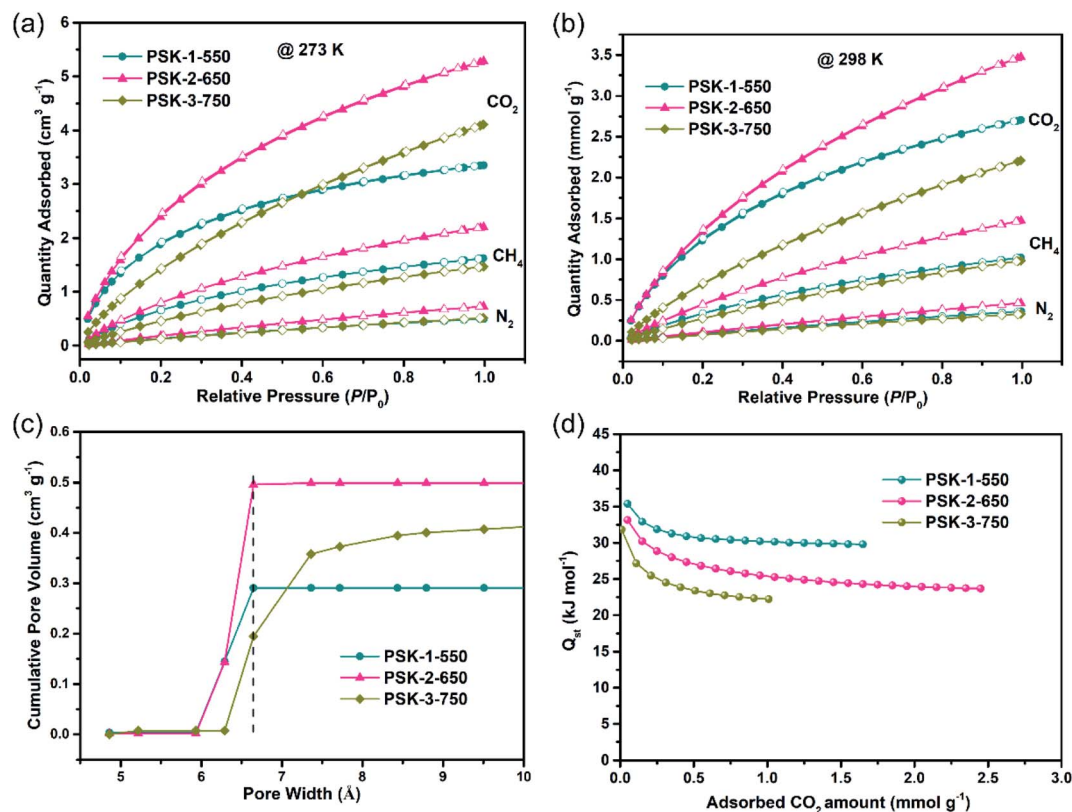 (a)
@ 273 K
PSK-1-550
PSK-2-650
PSK-3-750
CO₂
CH₄
N₂
Quantity Adsorbed (cm³ g⁻¹)
6
5
4
3
2
1
0
0.0 0.2 0.4 0.6 0.8 1.0
Relative Pressure (P/P₀)
(b)
@ 298 K
PSK-1-550
PSK-2-650
PSK-3-750
CO₂
CH₄
N₂
Quantity Adsorbed (mmol g⁻¹)
3.5
3.0
2.5
2.0
1.5
1.0
0.5
0.0
0.0 0.2 0.4 0.6 0.8 1.0
Relative Pressure (P/P₀)
(c)
Cumulative Pore Volume (cm³ g⁻¹)
0.6
0.5
0.4
0.3
0.2
0.1
0.0
PSK-1-550
PSK-2-650
PSK-3-750
5 6 7 8 9 10
Pore Width (Å)
(d)
Qst (kJ mol⁻¹)
45
40
35
30
25
20
15
10
5
0
PSK-1-550
PSK-2-650
PSK-3-750
0.0 0.5 1.0 1.5 2.0 2.5 3.0
Adsorbed CO₂ amount (mmol g⁻¹)